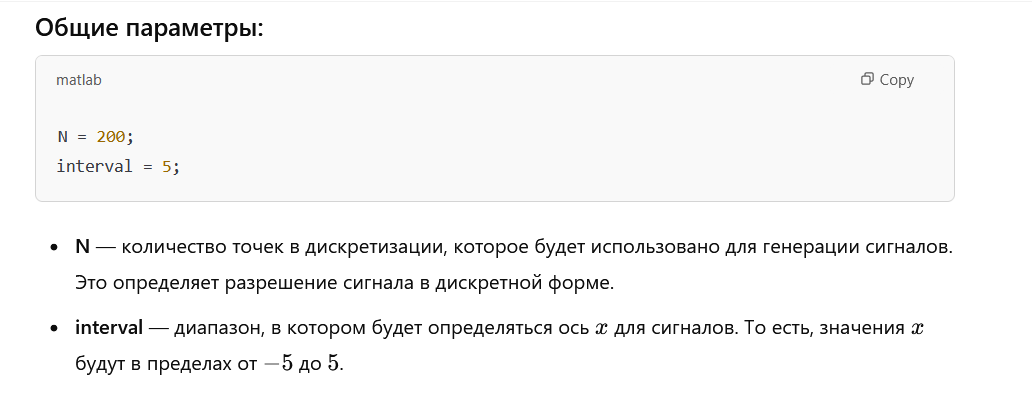 Общие параметры:
matlab
Copy
N = 200;
interval = 5;
• N — количество точек в дискретизации, которое будет использовано для генерации сигналов.
Это определяет разрешение сигнала в дискретной форме.
• interval — диапазон, в котором будет определяться ось x для сигналов. То есть, значения x
будут в пределах от −5 до 5.